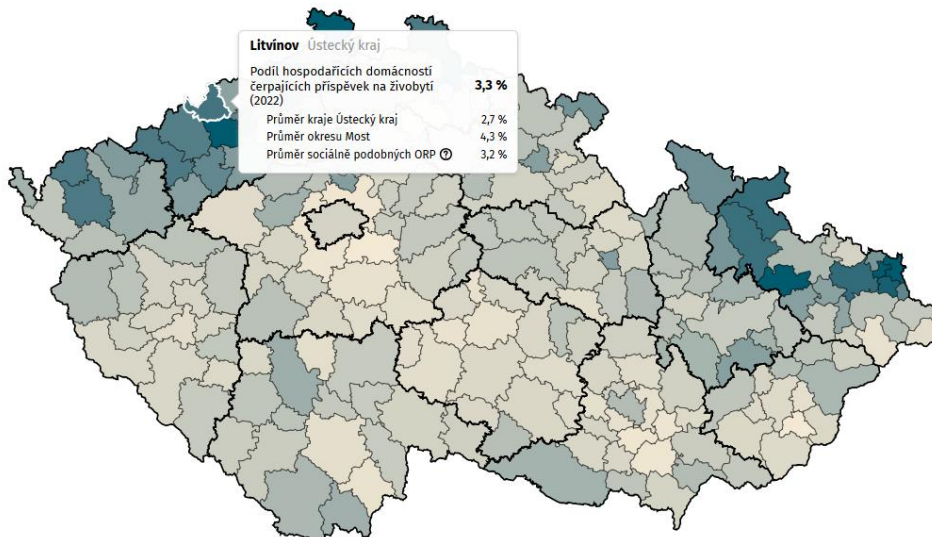 Litvínov Ústecký kraj
Podíl hospodařících domácností
čerpajících příspěvek na živobytí
(2022) 3,3 %
Průměr kraje Ústecký kraj 2,7 %
Průměr okresu Most 4,3 %
Průměr sociálně podobných ORP ? 3,2 %